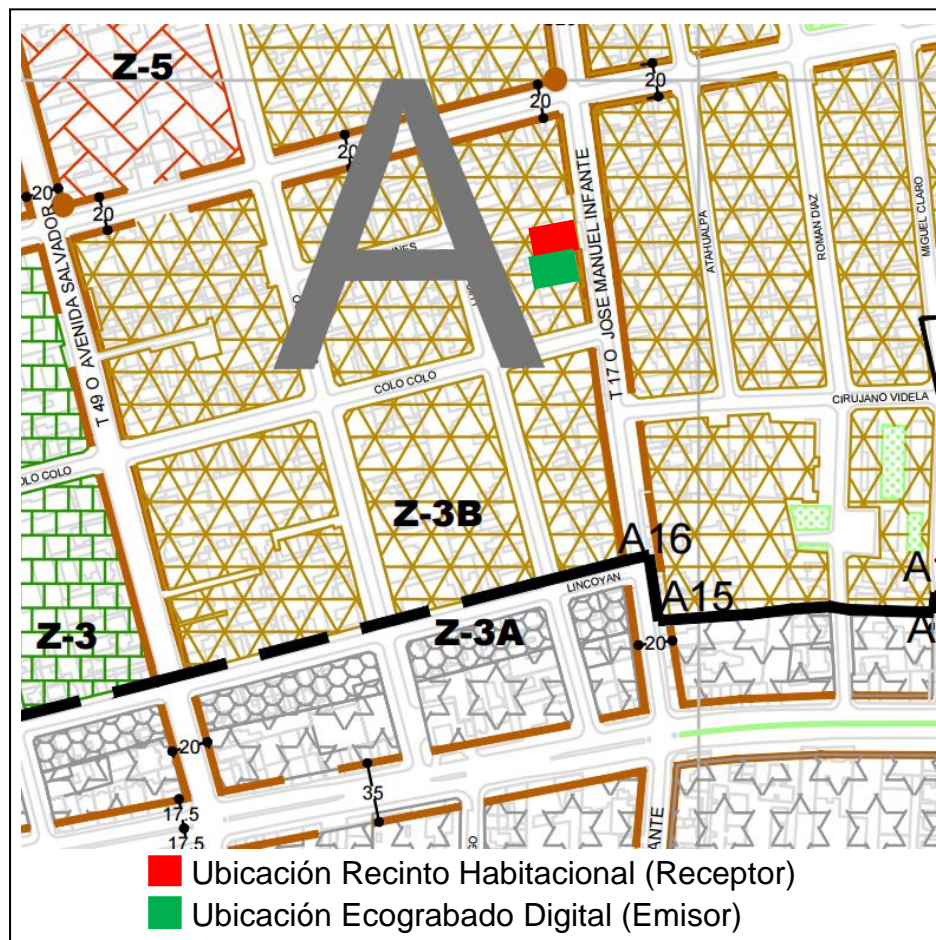 Z-5
20
20
20
20
20
20
A
T 49 O AVENIDA SALVADOR
T 17 O JOSE MANUEL INFANTE
ATAHUALPA
ROMAN DIAZ
MIGUEL CLARO
COLO COLO
CIRUJANO VIDELA
Z-3B
A16
LINCOYAN
A15
Z-3
Z-3A
20
20
17.5
17.5
35
Ubicación Recinto Habitacional (Receptor)
Ubicación Ecograbado Digital (Emisor)